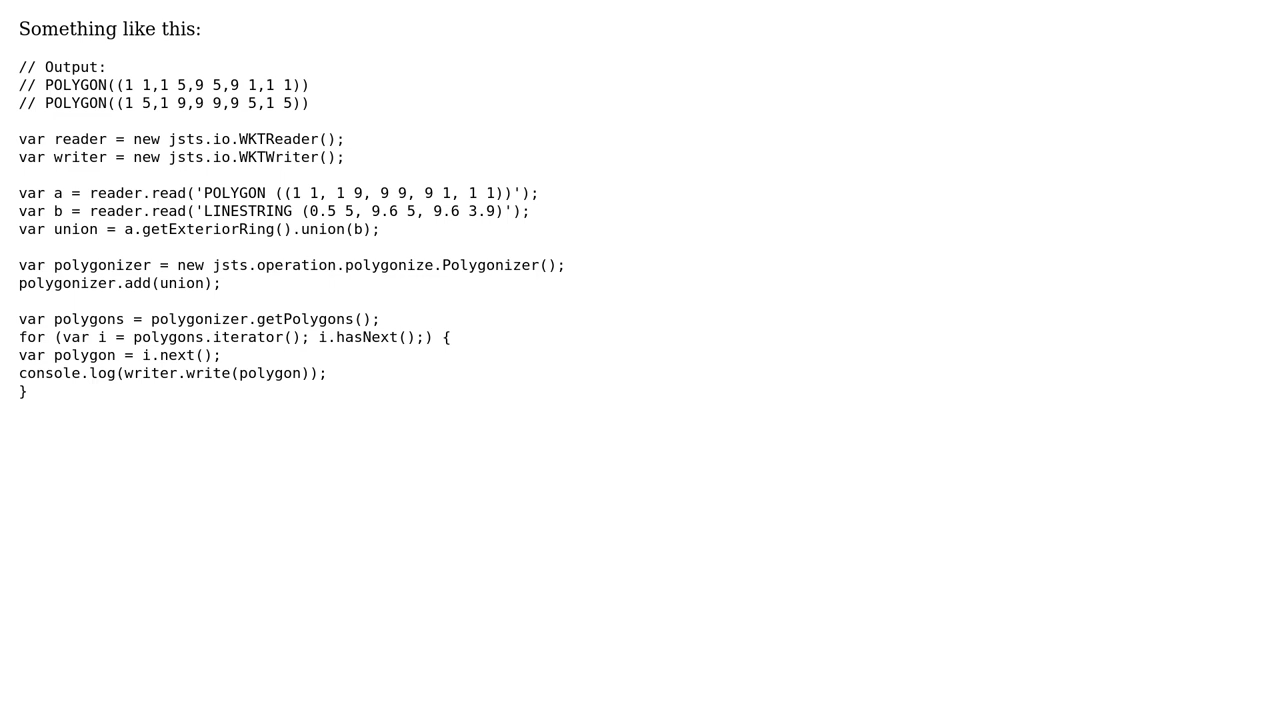 Something like this:
// Output:
// POLYGON((1 1,1 5,9 5,9 1,1 1))
// POLYGON((1 5,1 9,9 9,9 5,1 5))
var reader = new jsts.io.WKTReader();
var writer = new jsts.io.WKTWriter();
var a = reader.read('POLYGON ((1 1, 1 9, 9 9, 9 1, 1 1))');
var b = reader.read('LINESTRING (0.5 5, 9.6 5, 9.6 3.9)');
var union = a.getExteriorRing().union(b);
var polygonizer = new jsts.operation.polygonize.Polygonizer();
polygonizer.add(union);
var polygons = polygonizer.getPolygons();
for (var i = polygons.iterator(); i.hasNext();) {
var polygon = i.next();
console.log(writer.write(polygon));
}